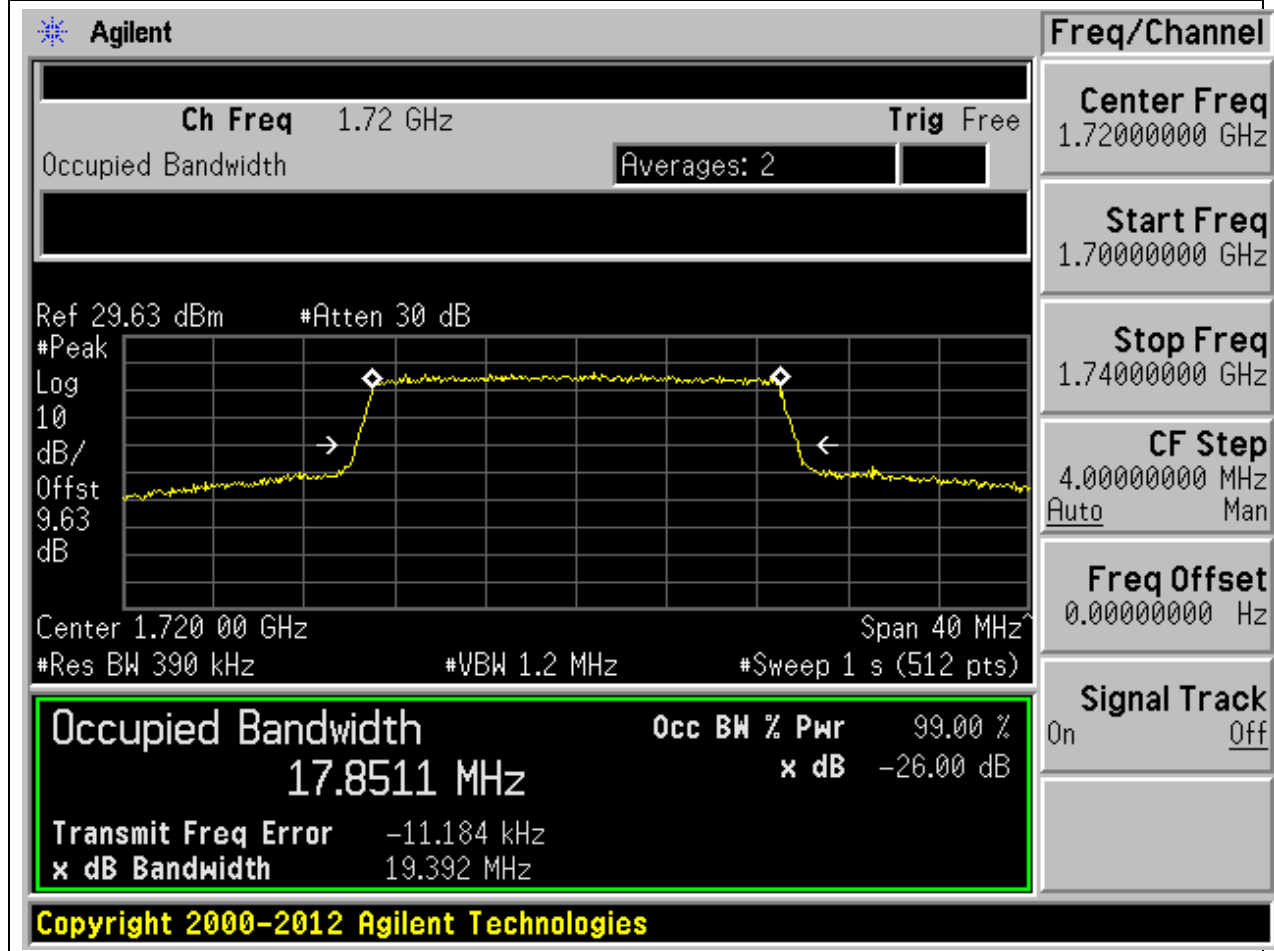 Agilent
Freq/Channel
Ch Freq 1.72 GHz Trig Free
Occupied Bandwidth Averages: 2
Ref 29.63 dBm #Atten 30 dB
#Peak
Log
10
dB/
Offst
9.63
dB
Center 1.720 00 GHz Span 40 MHz^
#Res BW 390 kHz #VBW 1.2 MHz #Sweep 1 s (512 pts)
Occupied Bandwidth Occ BW % Pwr 99.00 %
17.8511 MHz x dB -26.00 dB
Transmit Freq Error -11.184 kHz
x dB Bandwidth 19.392 MHz
Copyright 2000-2012 Agilent Technologies
Center Freq
1.72000000 GHz
Start Freq
1.70000000 GHz
Stop Freq
1.74000000 GHz
CF Step
4.00000000 MHz
Auto Man
Freq Offset
0.00000000 Hz
Signal Track
On Off